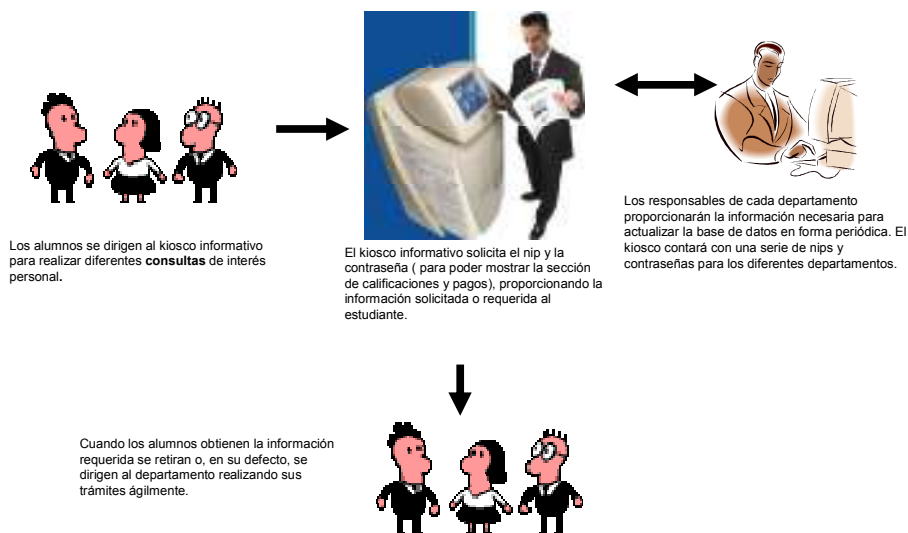 Los alumnos se dirigen al kiosco informativo
para realizar diferentes consultas de interés
personal.
El kiosco informativo solicita el nip y la
contraseña ( para poder mostrar la sección
de calificaciones y pagos), proporcionando la
información solicitada o requerida al
estudiante.
Los responsables de cada departamento
proporcionarán la información necesaria para
actualizar la base de datos en forma periódica. El
kiosco contará con una serie de nips y
contraseñas para los diferentes departamentos.
Cuando los alumnos obtienen la información
requerida se retiran o, en su defecto, se
dirigen al departamento realizando sus
trámites ágilmente.